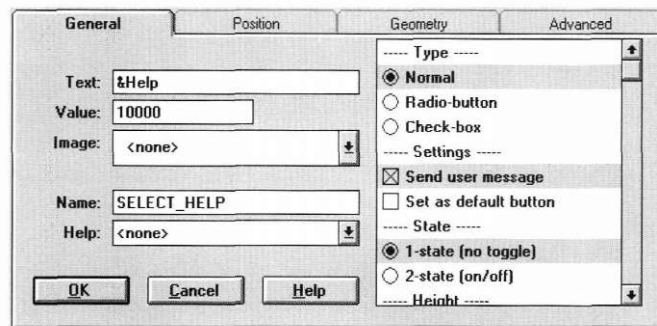 General Position Geometry Advanced
Text: &Help
Value: 10000
Image: <none>
Name: SELECT_HELP
Help: <none>
OK Cancel Help
----- Type -----
Normal
Radio-button
Check-box
----- Settings -----
Send user message
Set as default button
----- State -----
1-state (no toggle)
2-state (on/off)
----- Height -----